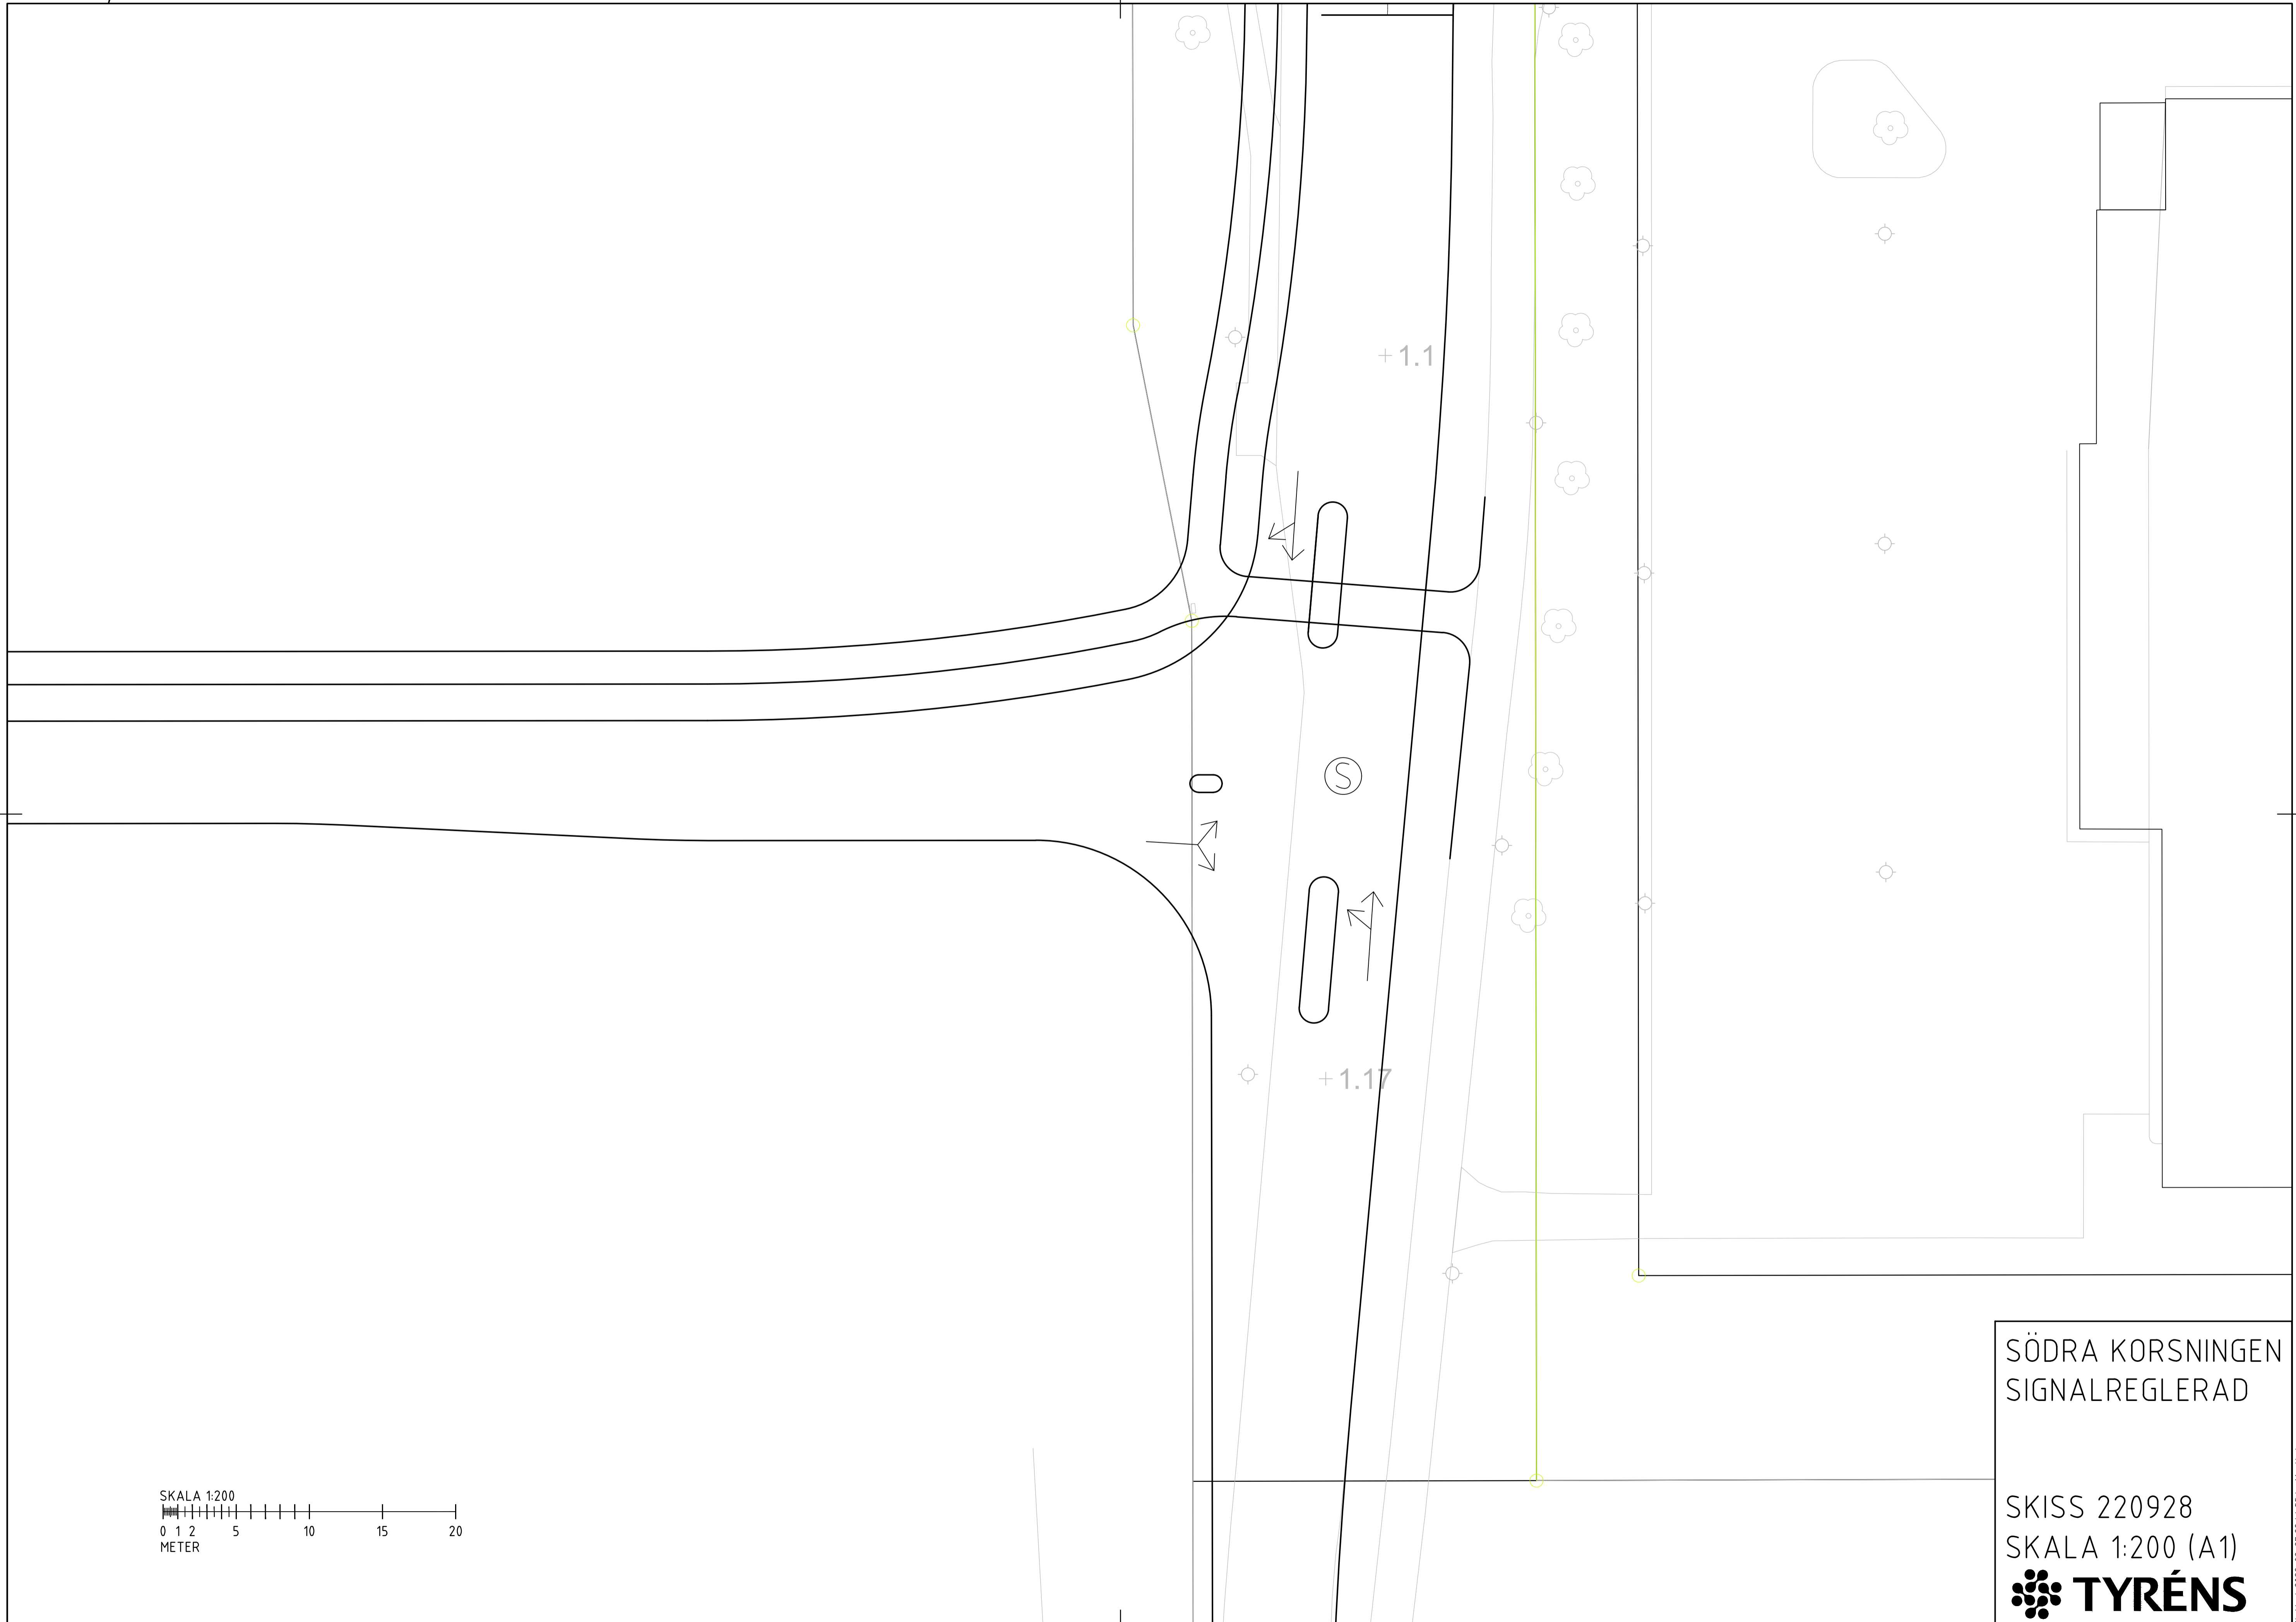 1.1
S
1.17
SÖDRA KORSNINGEN
SIGNALREGLERAD
SKISS 220928
SKALA 1:200 (A1)
TYRÉNS
SKALA 1:200
0 1 2 5 10 15 20
METER